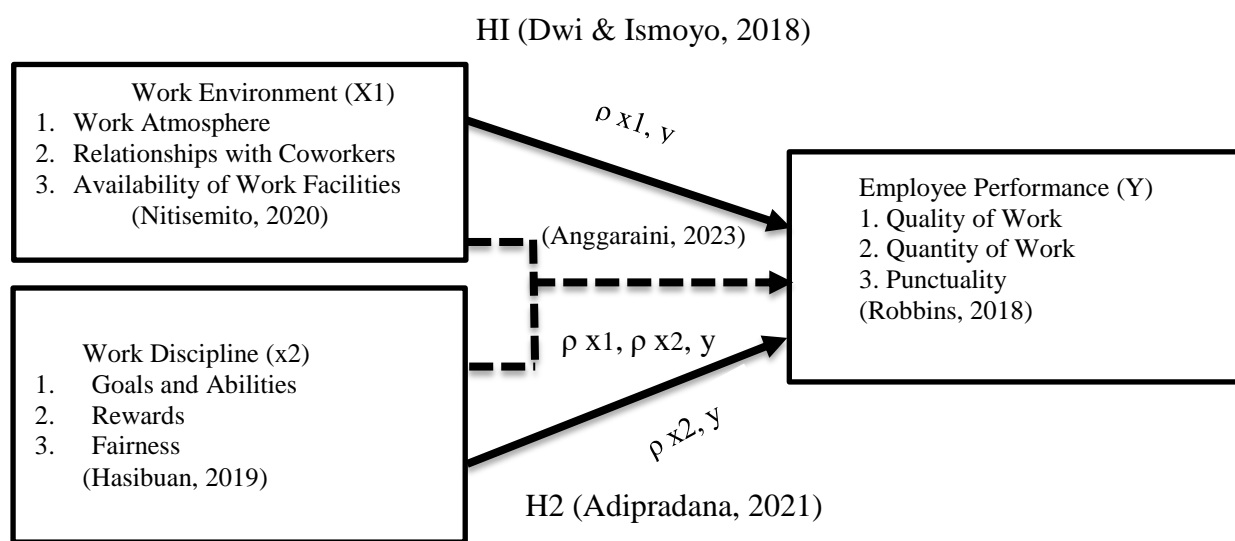 HI (Dwi & Ismoyo, 2018)
Work Environment (X1)
1. Work Atmosphere
2. Relationships with Coworkers
3. Availability of Work Facilities
(Nitisemito, 2020)
ρ x1, y
(Anggaraini, 2023)
Employee Performance (Y)
1. Quality of Work
2. Quantity of Work
3. Punctuality
(Robbins, 2018)
Work Discipline (x2)
1. Goals and Abilities
2. Rewards
3. Fairness
(Hasibuan, 2019)
ρ x1, ρ x2, y
ρ x2, y
H2 (Adipradana, 2021)